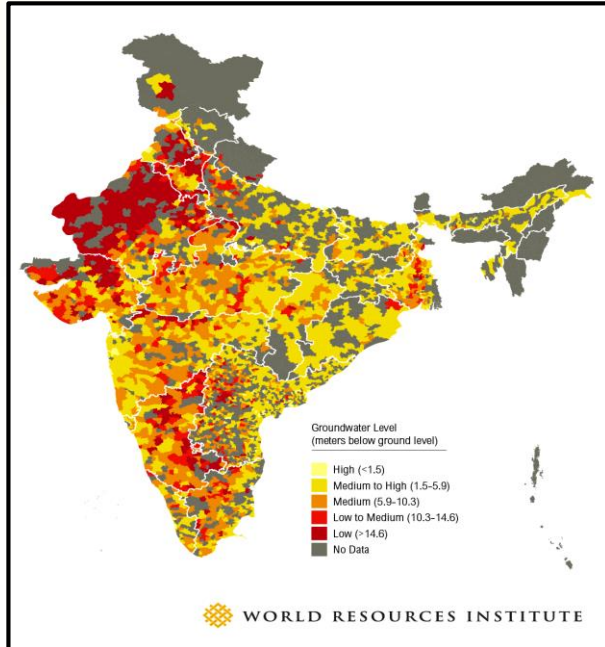 Groundwater Level
(meters below ground level)
High (<1.5)
Medium to High (1.5-5.9)
Medium (5.9-10.3)
Low to Medium (10.3-14.6)
Low (>14.6)
No Data
WORLD RESOURCES INSTITUTE